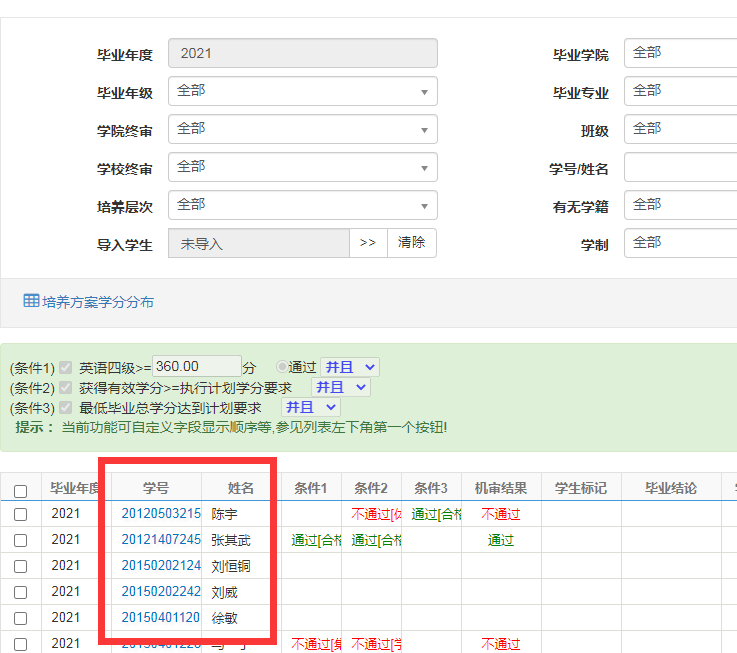 毕业年度 2021 毕业学院 全部
毕业年级 全部 毕业专业 全部
学院终审 全部 班级 全部
学校终审 全部 学号/姓名
培养层次 全部 有无学籍 全部
导入学生 未导入 >> 清除 学制 全部
培养方案学分分布
(条件1) 英语四级>= 360.00 分 通过 并且
(条件2) 获得有效学分>=执行计划学分要求 并且
(条件3) 最低毕业总学分达到计划要求 并且
提示： 当前功能可自定义字段显示顺序等,参见列表左下角第一个按钮!
毕业年度 学号 姓名 条件1 条件2 条件3 机审结果 学生标记 毕业结论
2021 20120503215 陈宇 不通过[ 通过[合格 不通过
2021 20121407245 张其武 通过[合格 通过[合格 通过
2021 20150202124 刘恒铜
2021 20150202242 刘威
2021 20150401120 徐敏
2021 不通过[ 不通过[ 不通过